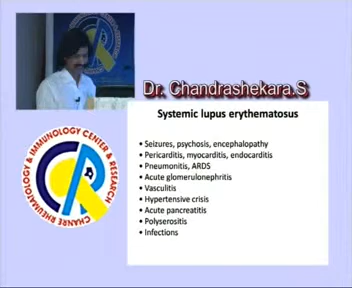 Dr. Chandrashekara.S
Systemic lupus erythematosus
• Seizures, psychosis, encephalopathy
• Pericarditis, myocarditis, endocarditis
• Pneumonitis, ARDS
• Acute glomerulonephritis
• Vasculitis
• Hypertensive crisis
• Acute pancreatitis
• Polyserositis
• Infections
CHANRE RHEUMATOLOGY & IMMUNOLOGY CENTER & RESEARCH